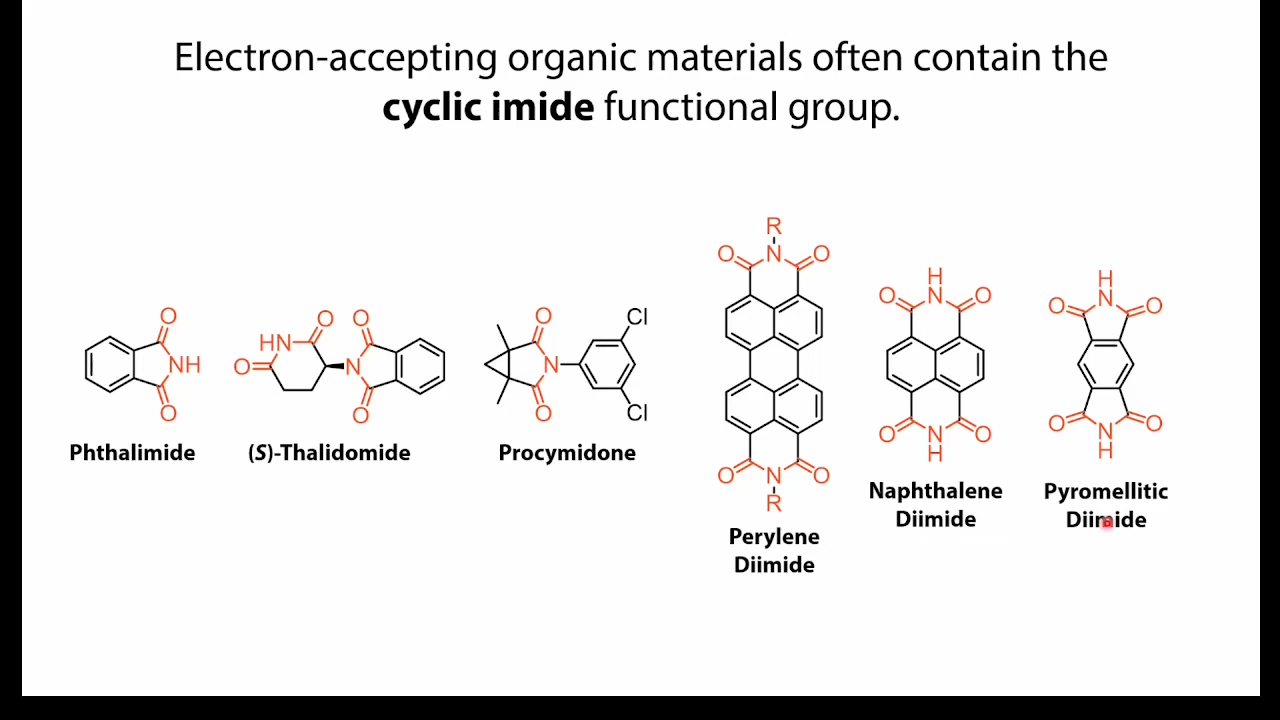 Electron-accepting organic materials often contain the
cyclic imide functional group.
O
NH
O
Phthalimide
O
HN
O
O
N
O
(S)-Thalidomide
O
N
O
Cl
Cl
Procymidone
R
O
N
O
O
N
O
R
Perylene
Diimide
H
O
N
O
O
N
O
H
Naphthalene
Diimide
H
O
N
O
O
N
O
H
Pyromellitic
Diimide